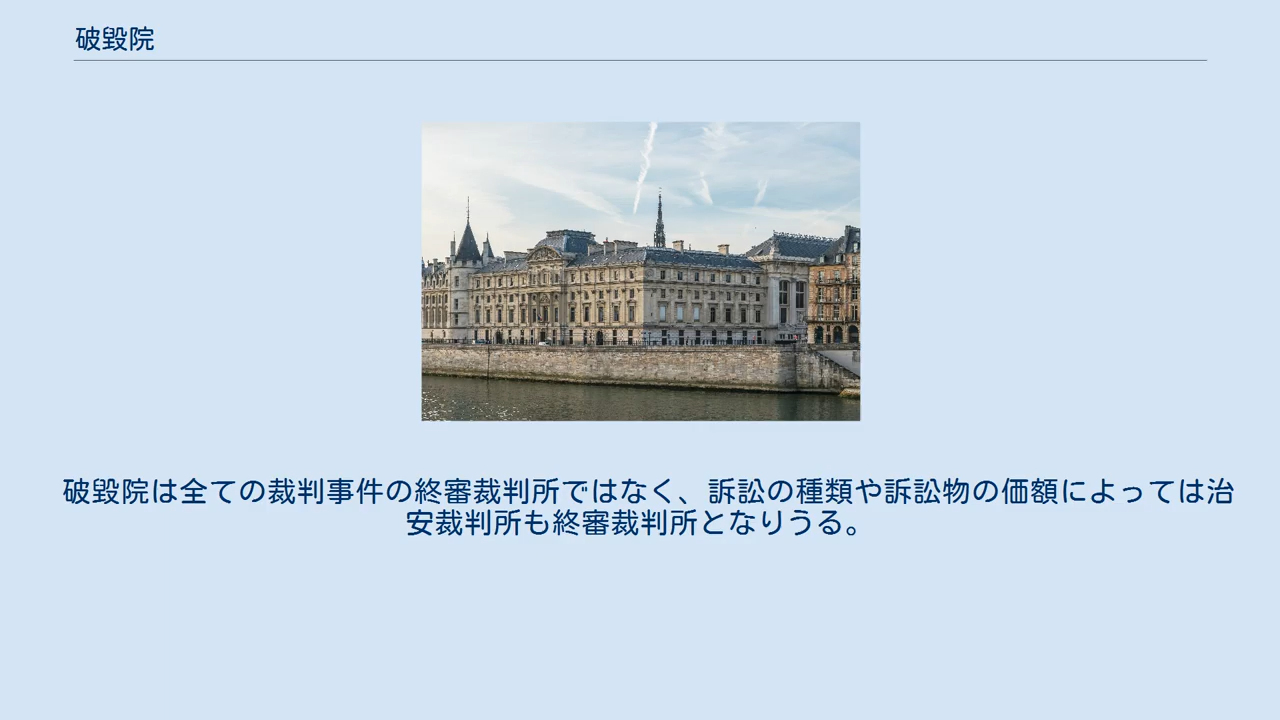 破毀院
破毀院は全ての裁判事件の終審裁判所ではなく、訴訟の種類や訴訟物の価額によっては治
安裁判所も終審裁判所となりうる。